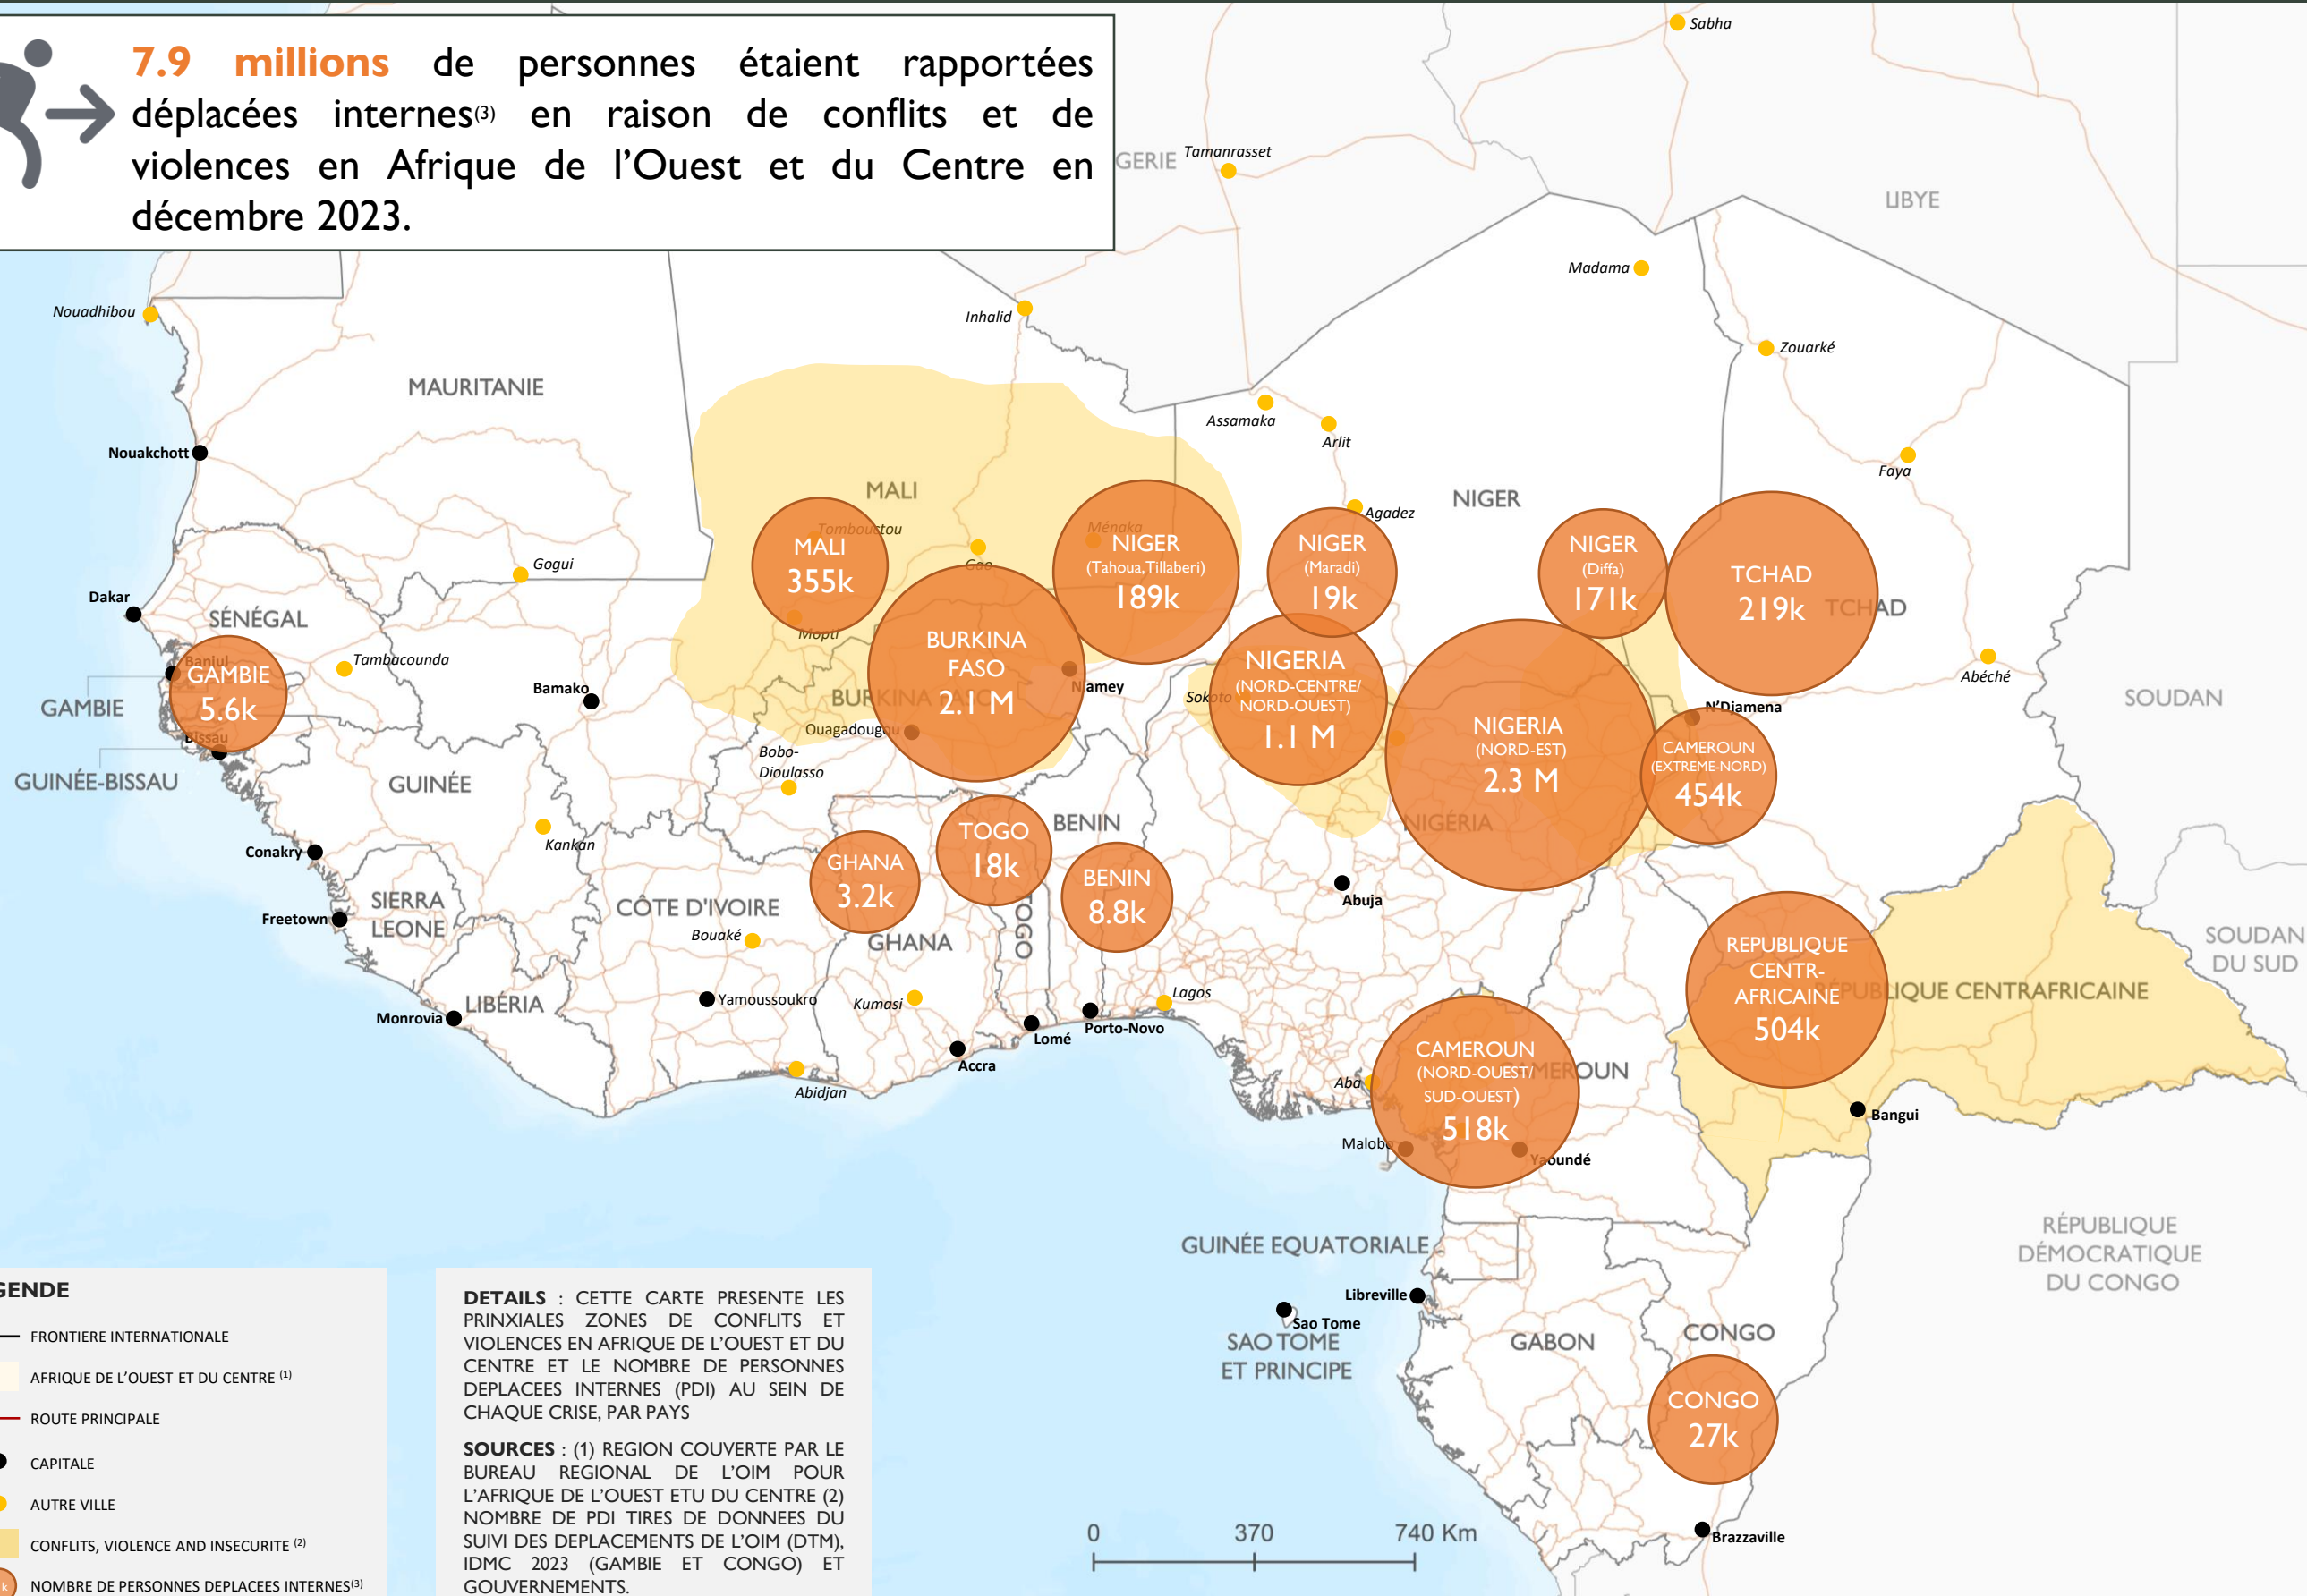 7.9 millions de personnes étaient rapportées
déplacées internes(3) en raison de conflits et de
violences en Afrique de l'Ouest et du Centre en
décembre 2023.
Sabha
GERIE
Tamanrasset
LIBYE
Madama
Nouadhibou
Inhalid
Zouarké
MAURITANIE
Assamaka
Arlit
Nouakchott
Faya
MALI
NIGER
Agadez
Tombouctou
Ménaka
Gao
Gogui
MALI
355k
NIGER
(Tahoua,Tillaberi)
189k
NIGER
(Maradi)
19k
NIGER
(Diffa)
171k
TCHAD
219k
TCHAD
Dakar
SÉNÉGAL
Mopti
BURKINA
FASO
2.1 M
BURKINA FASO
Tambacounda
Banjul
GAMBIE
5.6k
GAMBIE
Bissau
GUINÉE-BISSAU
Bamako
Niamey
Sokoto
NIGERIA
(NORD-CENTRE/
NORD-OUEST)
1.1 M
NIGERIA
(NORD-EST)
2.3 M
NIGÉRIA
Abéché
SOUDAN
N'Djamena
CAMEROUN
(EXTREME-NORD)
454k
Ouagadougou
Bobo-
Dioulasso
GUINÉE
Kankan
Conakry
TOGO
18k
BENIN
GHANA
3.2k
BENIN
8.8k
Abuja
SIERRA
LEONE
Freetown
CÔTE D'IVOIRE
Bouaké
GHANA
TOGO
REPUBLIQUE
CENTR-
AFRICAINE
504k
RÉPUBLIQUE CENTRAFRICAINE
SOUDAN
DU SUD
LIBÉRIA
Monrovia
Yamoussoukro
Kumasi
Lagos
Porto-Novo
Lomé
Accra
Abidjan
Aba
CAMEROUN
(NORD-OUEST/
SUD-OUEST)
518k
CAMEROUN
Malobo
Yaoundé
Bangui
GUINÉE EQUATORIALE
RÉPUBLIQUE
DÉMOCRATIQUE
DU CONGO
Libreville
Sao Tome
SAO TOME
ET PRINCIPE
GABON
CONGO
CONGO
27k
Brazzaville
0 370 740 Km
GENDE
FRONTIERE INTERNATIONALE
AFRIQUE DE L'OUEST ET DU CENTRE (1)
ROUTE PRINCIPALE
CAPITALE
AUTRE VILLE
CONFLITS, VIOLENCE AND INSECURITE (2)
k NOMBRE DE PERSONNES DEPLACEES INTERNES(3)
DETAILS : CETTE CARTE PRESENTE LES
PRINXIALES ZONES DE CONFLITS ET
VIOLENCES EN AFRIQUE DE L'OUEST ET DU
CENTRE ET LE NOMBRE DE PERSONNES
DEPLACEES INTERNES (PDI) AU SEIN DE
CHAQUE CRISE, PAR PAYS
SOURCES : (1) REGION COUVERTE PAR LE
BUREAU REGIONAL DE L'OIM POUR
L'AFRIQUE DE L'OUEST ETU DU CENTRE (2)
NOMBRE DE PDI TIRES DE DONNEES DU
SUIVI DES DEPLACEMENTS DE L'OIM (DTM),
IDMC 2023 (GAMBIE ET CONGO) ET
GOUVERNEMENTS.